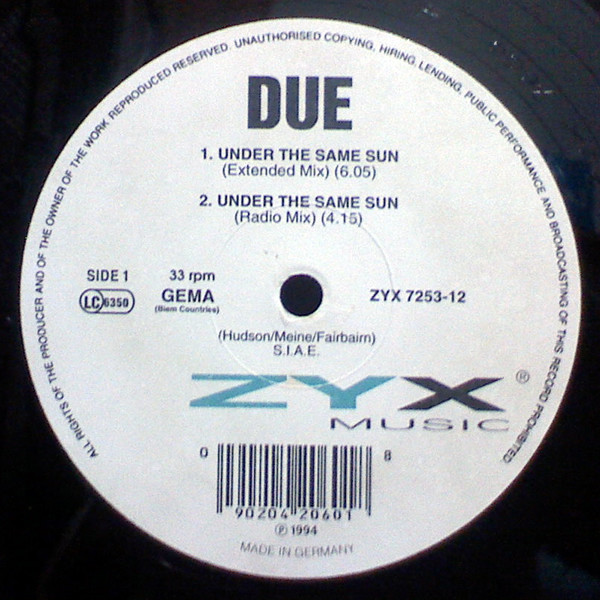 ALL RIGHTS OF THE PRODUCER AND OF THE OWNER OF THE WORK REPRODUCED RESERVED. UNAUTHORISED COPYING, HIRING, LENDING, PUBLIC PERFORMANCE AND BROADCASTING OF THIS RECORD PROHIBITED.
DUE
1. UNDER THE SAME SUN
(Extended Mix) (6.05)
2. UNDER THE SAME SUN
(Radio Mix) (4.15)
SIDE 1 33 rpm
LC 6350 GEMA ZYX 7253-12
(Biem Countries)
(Hudson/Meine/Fairbairn)
S.I.A.E.
ZYX ®
MUSIC
0 8
90204 20601
℗ 1994
MADE IN GERMANY